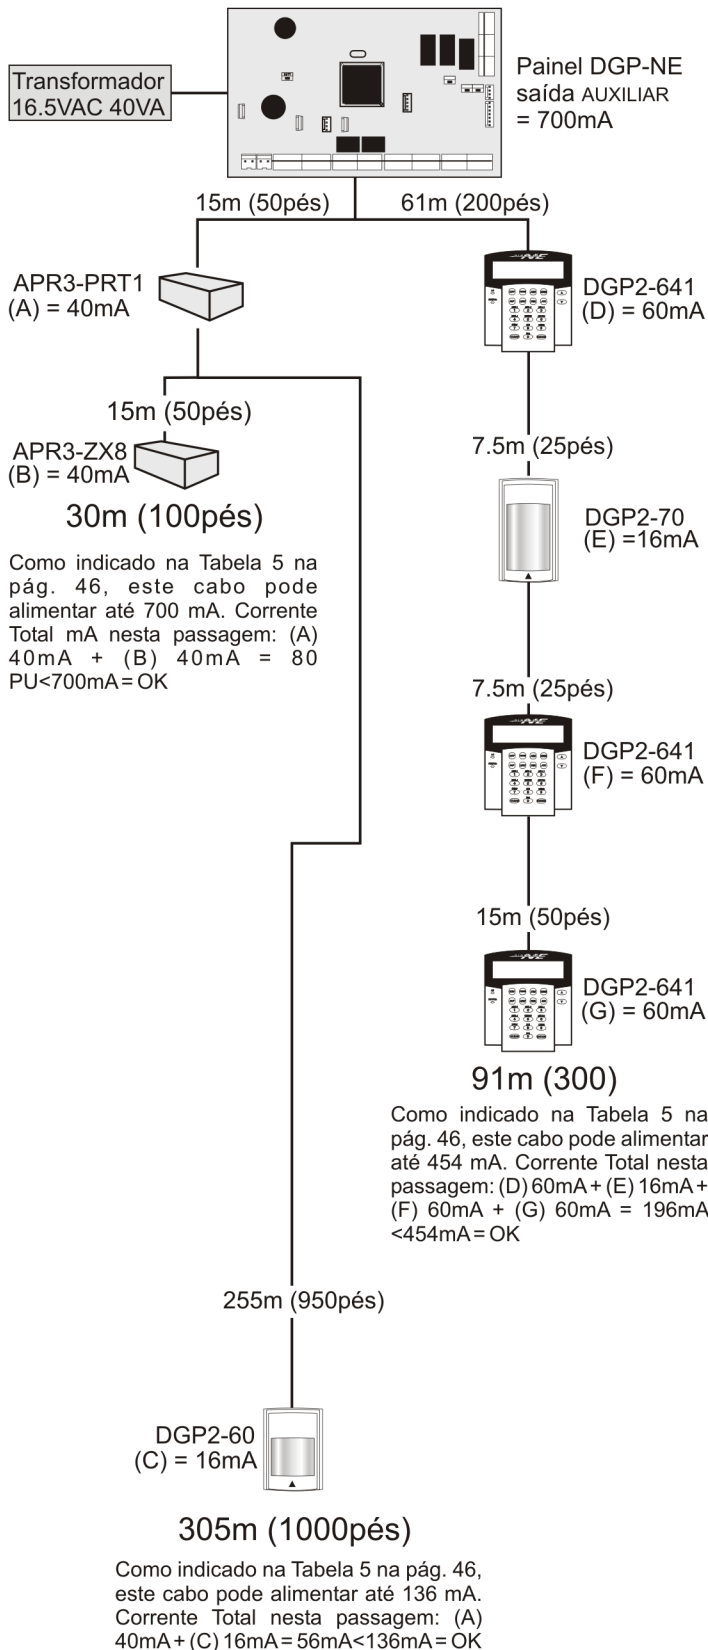 Transformador
16.5VAC 40VA
Painel DGP-NE
saída AUXILIAR
= 700mA
15m (50pés)
61m (200pés)
APR3-PRT1
(A) = 40mA
DGP2-641
(D) = 60mA
15m (50pés)
APR3-ZX8
(B) = 40mA
30m (100pés)
Como indicado na Tabela 5 na
pág. 46, este cabo pode
alimentar até 700 mA. Corrente
Total mA nesta passagem: (A)
40mA + (B) 40mA = 80
PU<700mA=OK
7.5m (25pés)
DGP2-70
(E) =16mA
7.5m (25pés)
NE
DGP2-641
(F) = 60mA
15m (50pés)
DGP2-641
(G) = 60mA
91m (300)
Como indicado na Tabela 5 na
pág. 46, este cabo pode alimentar
até 454 mA. Corrente Total nesta
passagem: (D) 60mA + (E) 16mA +
(F) 60mA + (G) 60mA = 196mA
<454mA=OK
255m (950pés)
DGP2-60
(C) = 16mA
305m (1000pés)
Como indicado na Tabela 5 na pág. 46,
este cabo pode alimentar até 136 mA.
Corrente Total nesta passagem: (A)
40mA + (C) 16mA = 56mA<136mA=OK